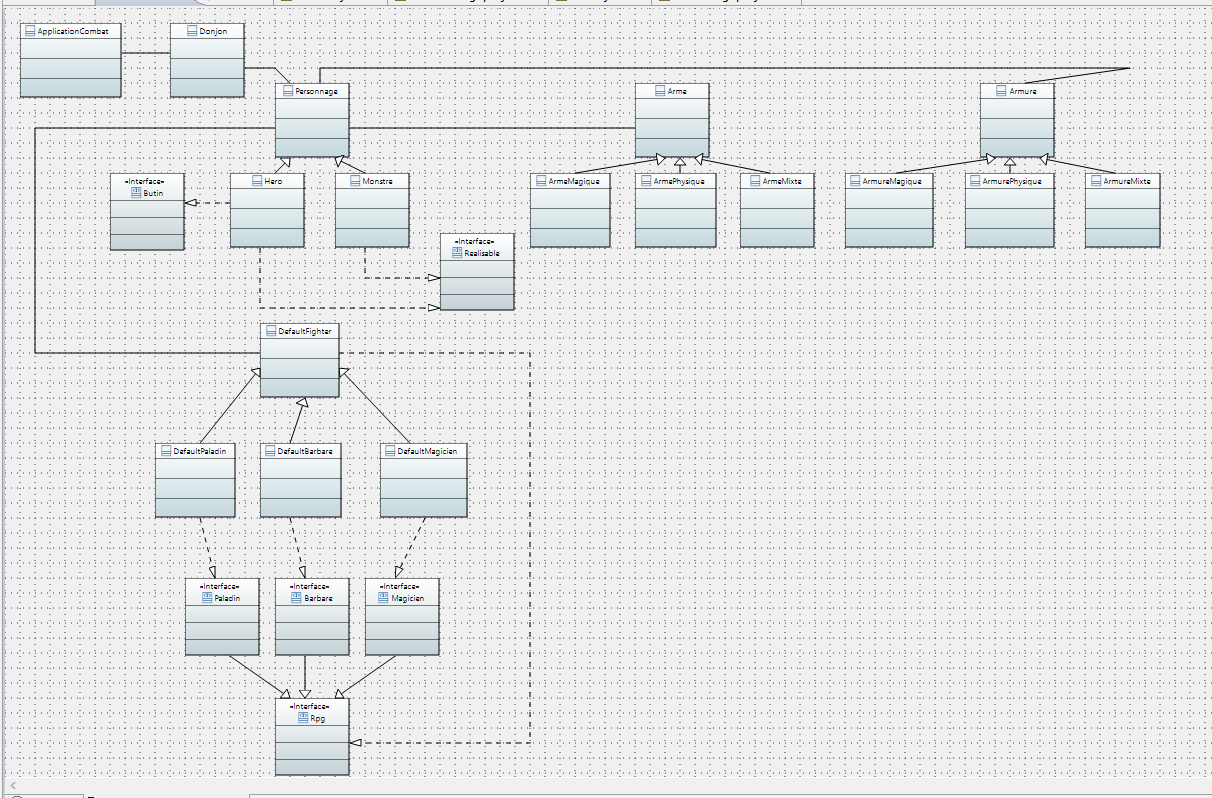 ApplicationCombat
Donjon
Personnage
Arme
Armure
«Interface»
Butin
Hero
Monstre
ArmeMagique
ArmePhysique
ArmeMixte
ArmureMagique
ArmurePhysique
ArmureMixte
«Interface»
Realisable
DefaultFighter
DefaultPaladin
DefaultBarbare
DefaultMagicien
«Interface»
Paladin
«Interface»
Barbare
«Interface»
Magicien
«Interface»
Rpg